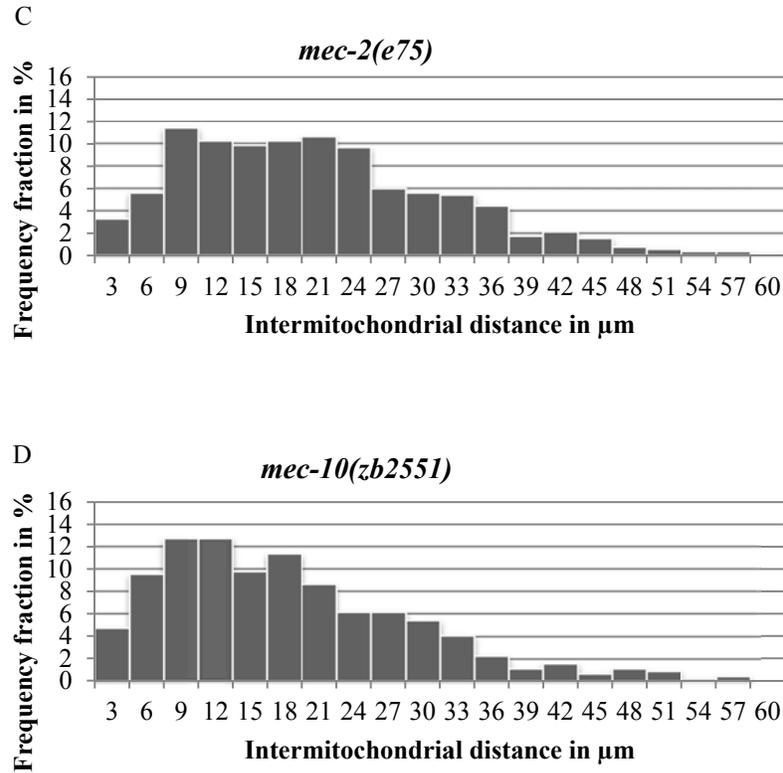 C
mec-2(e75)
Frequency fraction in %
16
14
12
10
8
6
4
2
0
3 6 9 12 15 18 21 24 27 30 33 36 39 42 45 48 51 54 57 60
Intermitochondrial distance in µm
D
mec-10(zb2551)
Frequency fraction in %
16
14
12
10
8
6
4
2
0
3 6 9 12 15 18 21 24 27 30 33 36 39 42 45 48 51 54 57 60
Intermitochondrial distance in µm